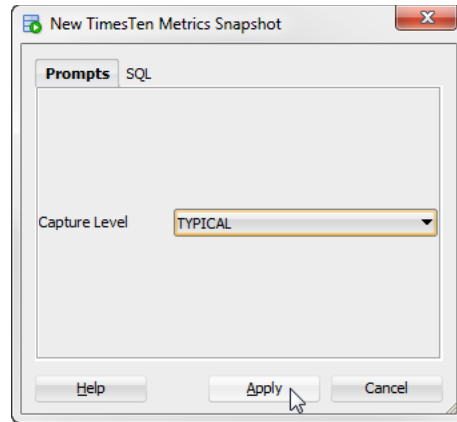 New TimesTen Metrics Snapshot
Prompts SQL
Capture Level TYPICAL
Help Apply Cancel